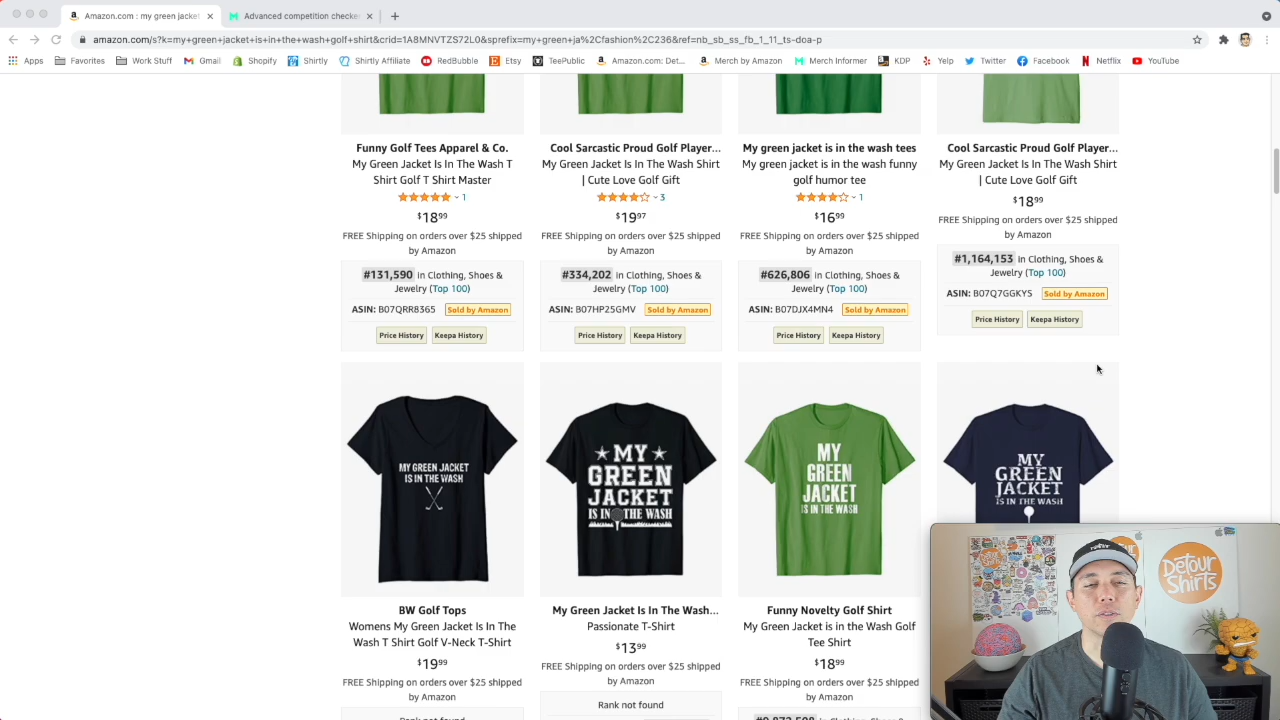 Amazon.com : my green jacket
Advanced competition checker
amazon.com/s?k=my+green+jacket+is+in+the+wash+golf+shirt&crid=1A8MNVTZS72L0&sprefix=my+green+ja%2Cfashion%2C236&ref=nb_sb_ss_fb_1_11_ts-doa-p
Apps Favorites Work Stuff Gmail Shopify Shirtly Shirtly Affiliate RedBubble Etsy TeePublic Amazon.com: Det... Merch by Amazon Merch Informer KDP Yelp Twitter Facebook Netflix YouTube
Funny Golf Tees Apparel & Co.
My Green Jacket Is In The Wash T
Shirt Golf T Shirt Master
1
$18.99
FREE Shipping on orders over $25 shipped
by Amazon
#131,590 in Clothing, Shoes &
Jewelry (Top 100)
ASIN: B07QRR8365 Sold by Amazon
Price History Keepa History
Cool Sarcastic Proud Golf Player...
My Green Jacket Is In The Wash Shirt
| Cute Love Golf Gift
3
$19.97
FREE Shipping on orders over $25 shipped
by Amazon
#334,202 in Clothing, Shoes &
Jewelry (Top 100)
ASIN: B07HP25GMV Sold by Amazon
Price History Keepa History
My green jacket is in the wash tees
My green jacket is in the wash funny
golf humor tee
1
$16.99
FREE Shipping on orders over $25 shipped
by Amazon
#626,806 in Clothing, Shoes &
Jewelry (Top 100)
ASIN: B07DJX4MN4 Sold by Amazon
Price History Keepa History
Cool Sarcastic Proud Golf Player...
My Green Jacket Is In The Wash Shirt
| Cute Love Golf Gift
$18.99
FREE Shipping on orders over $25 shipped
by Amazon
#1,164,153 in Clothing, Shoes &
Jewelry (Top 100)
ASIN: B07Q7GGKYS Sold by Amazon
Price History Keepa History
MY GREEN JACKET
IS IN THE WASH
BW Golf Tops
Womens My Green Jacket Is In The
Wash T Shirt Golf V-Neck T-Shirt
$19.99
FREE Shipping on orders over $25 shipped
by Amazon
Rank not found
MY
GREEN
JACKET
IS IN THE WASH
My Green Jacket Is In The Wash...
Passionate T-Shirt
$13.99
FREE Shipping on orders over $25 shipped
by Amazon
Rank not found
MY
GREEN
JACKET
IS IN THE WASH
Funny Novelty Golf Shirt
My Green Jacket is in the Wash Golf
Tee Shirt
$18.99
FREE Shipping on orders over $25 shipped
by Amazon
in Clothing, Shoes &
MY
GREEN
JACKET
IS IN THE WASH
DETOUR
SHIRTS